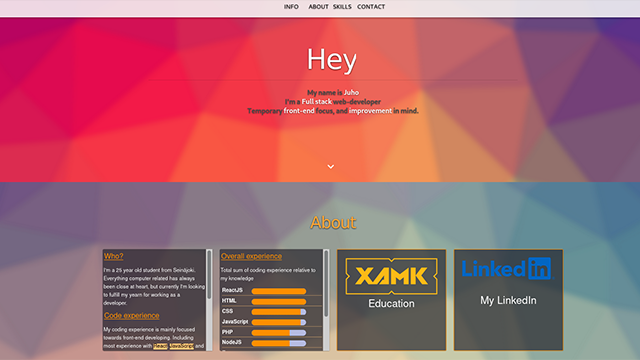 INFO ABOUT SKILLS CONTACT
Hey
My name is Juho
I'm a Full stack web-developer
Temporary front-end focus, and improvement in mind.
About
Who?
I'm a 25 year old student from Seinäjoki.
Everything computer related has always
been close at heart, but currently I'm looking
to fulfill my yearn for working as a
developer.
Code experience
My coding experience is mainly focused
towards front-end developing. Including
most experience with React/JavaScript and
Overall experience
Total sum of coding experience relative to
my knowledge
ReactJS
HTML
CSS
JavaScript
PHP
NodeJS
XAMK
Education
Linkedin
My LinkedIn